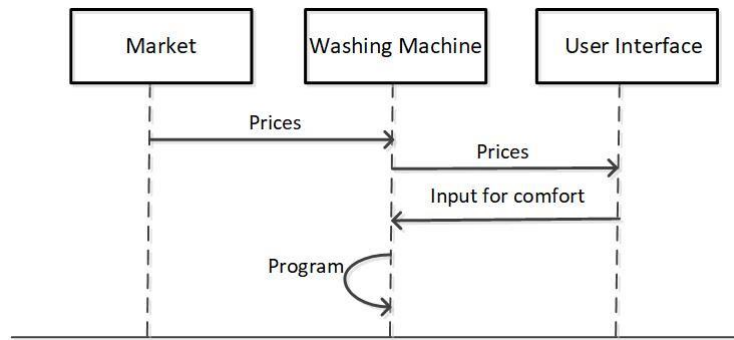 Market
Washing Machine
User Interface
Prices
Prices
Input for comfort
Program